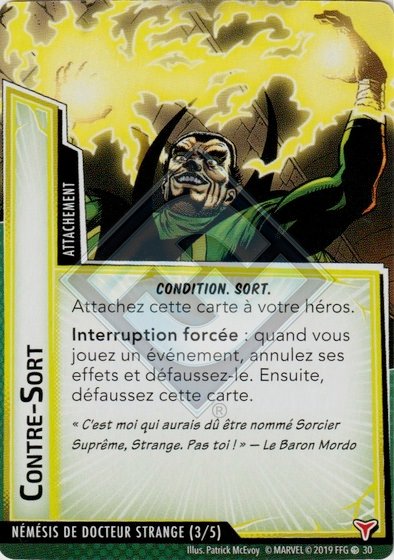 ATTACHEMENT
CONTRE-SORT
CONDITION. SORT.
Attachez cette carte à votre héros.
Interruption forcée : quand vous
jouez un événement, annulez ses
effets et défaussez-le. Ensuite,
défaussez cette carte.
« C'est moi qui aurais dû être nommé Sorcier
Suprême, Strange. Pas toi ! » — Le Baron Mordo
NÉMÉSIS DE DOCTEUR STRANGE (3/5)
Illus. Patrick McEvoy © MARVEL © 2019 FFG 30
®